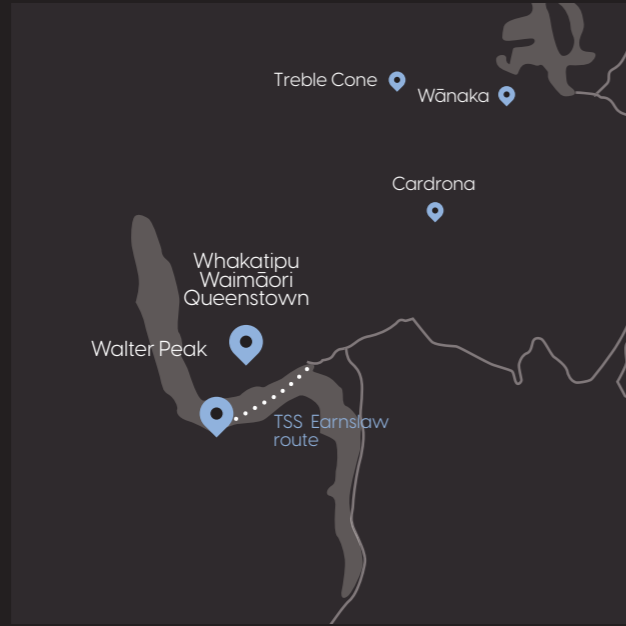 Treble Cone
Wānaka
Cardrona
Whakatipu
Waimāori
Queenstown
Walter Peak
TSS Earnslaw
route